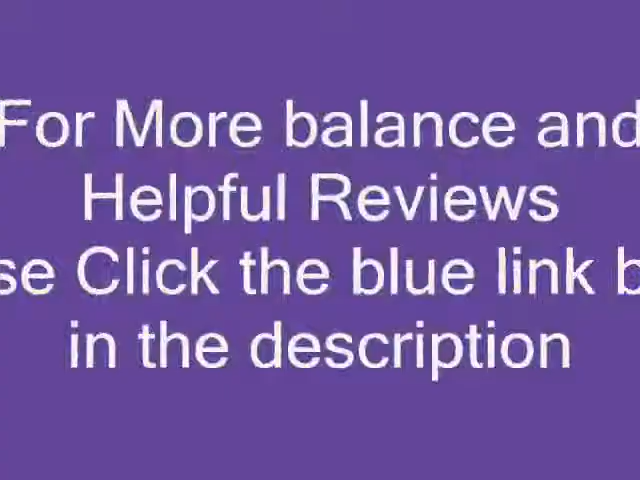 For More balance and
Helpful Reviews
se Click the blue link b
in the description